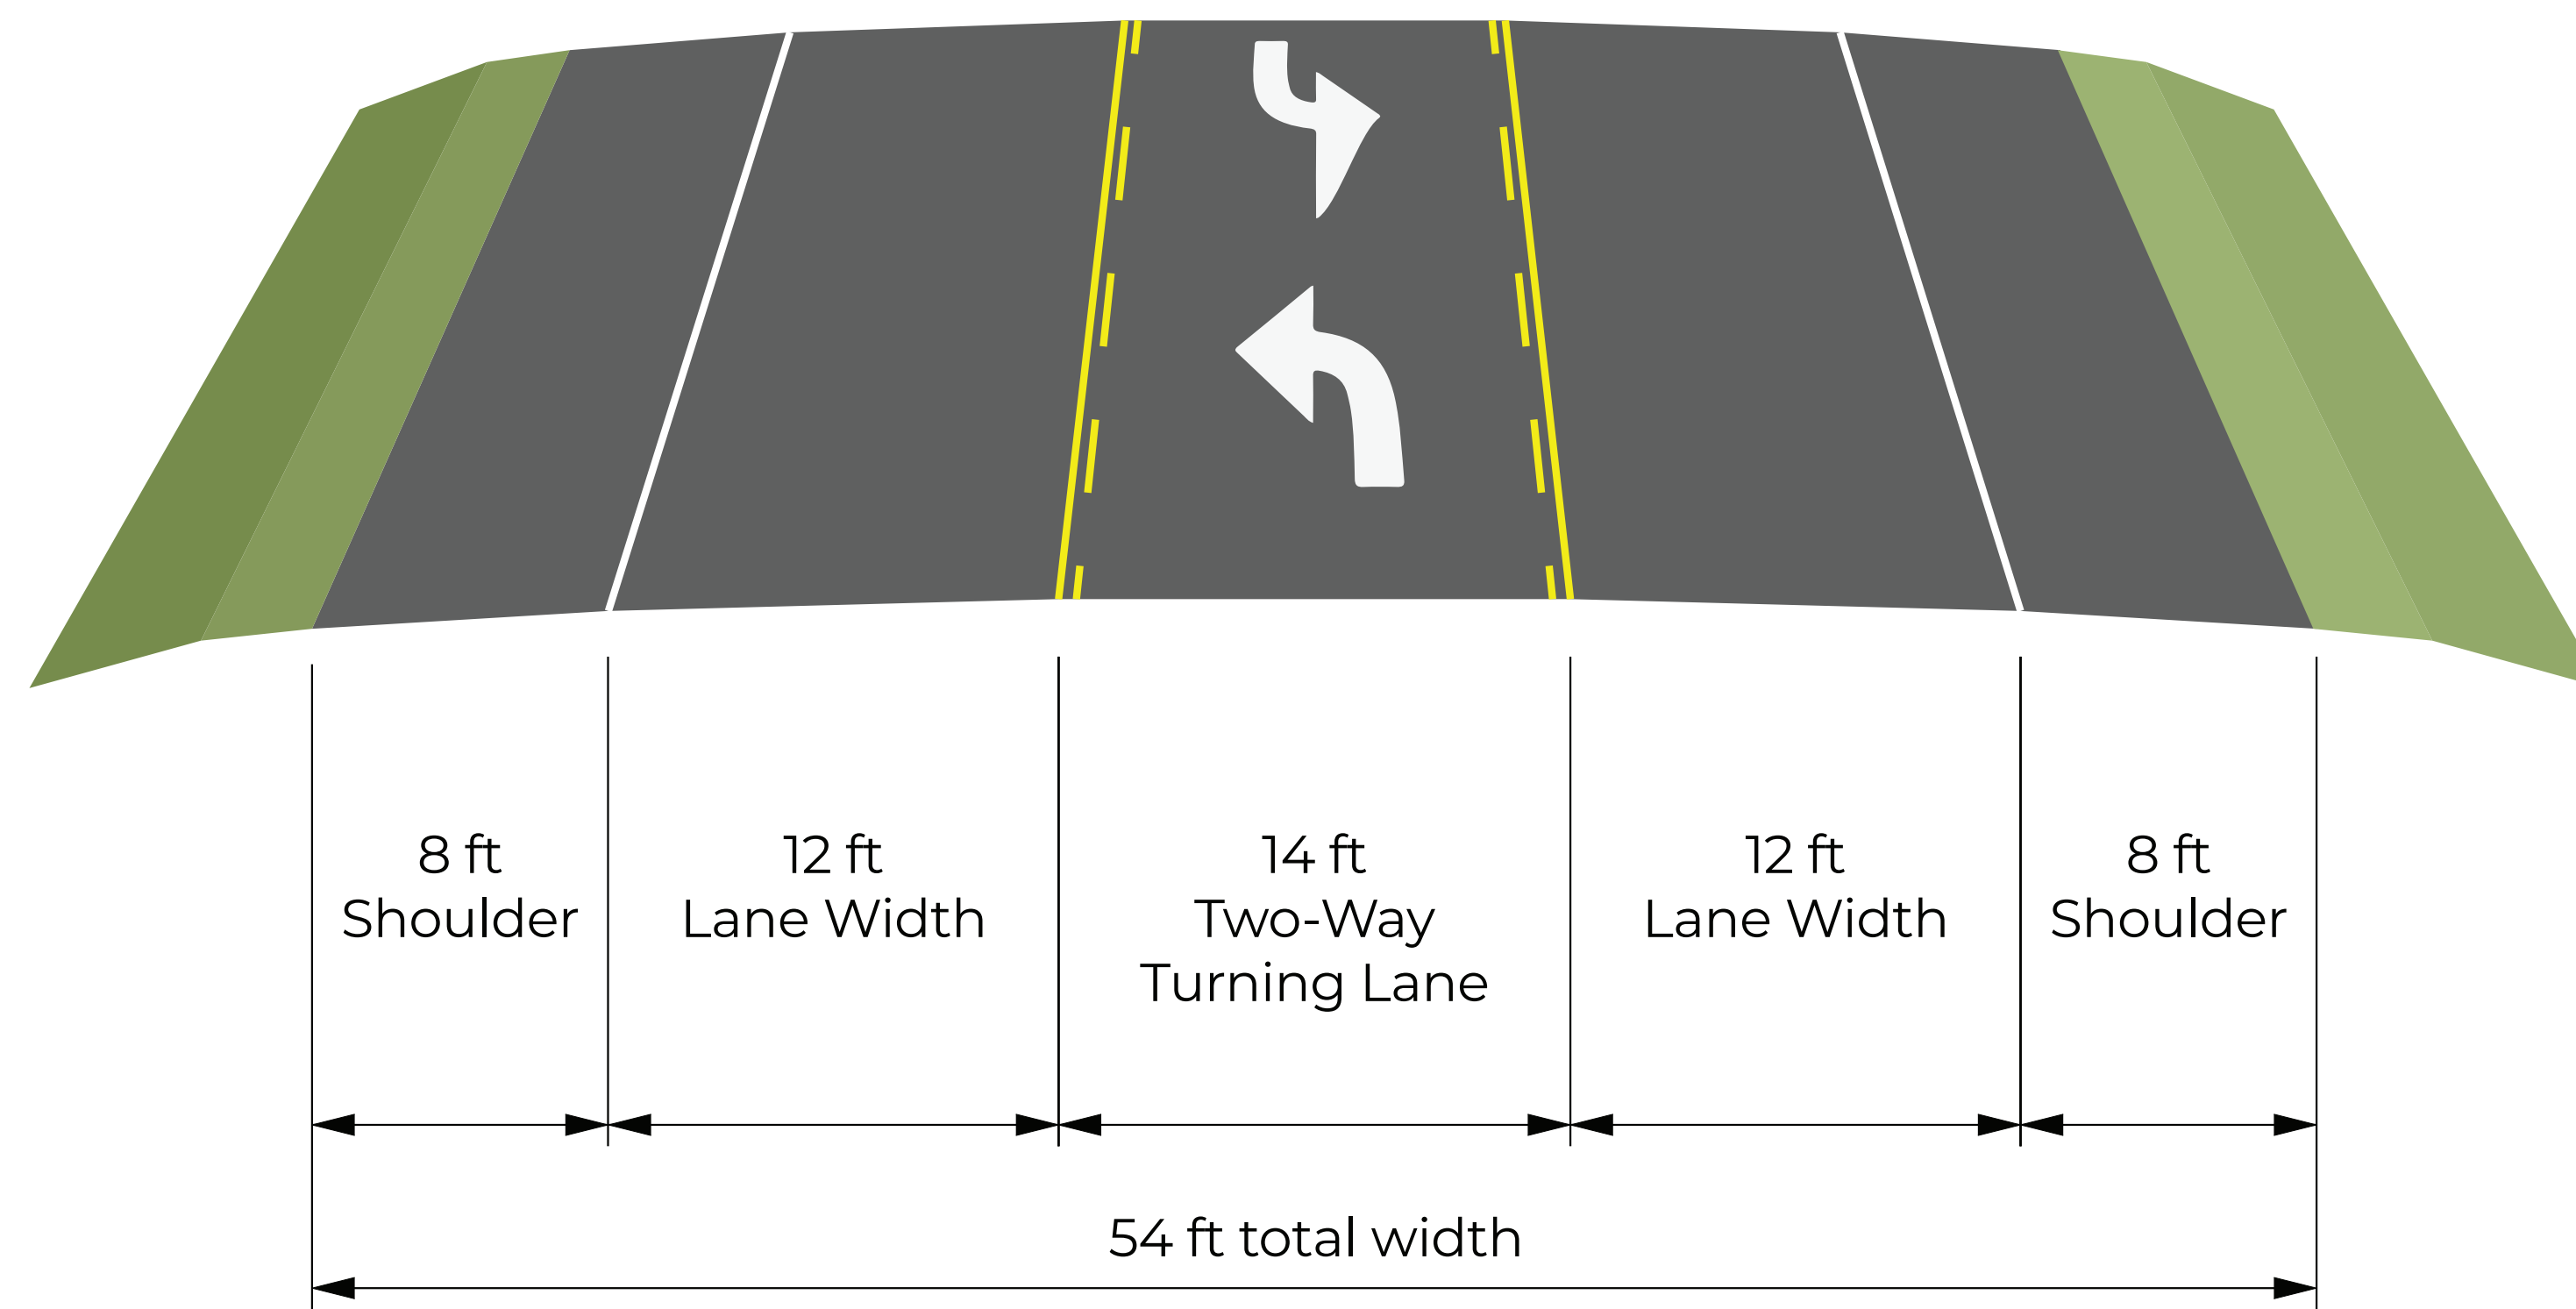 8 ft
Shoulder
12 ft
Lane Width
14 ft
Two-Way
Turning Lane
12 ft
Lane Width
8 ft
Shoulder
54 ft total width